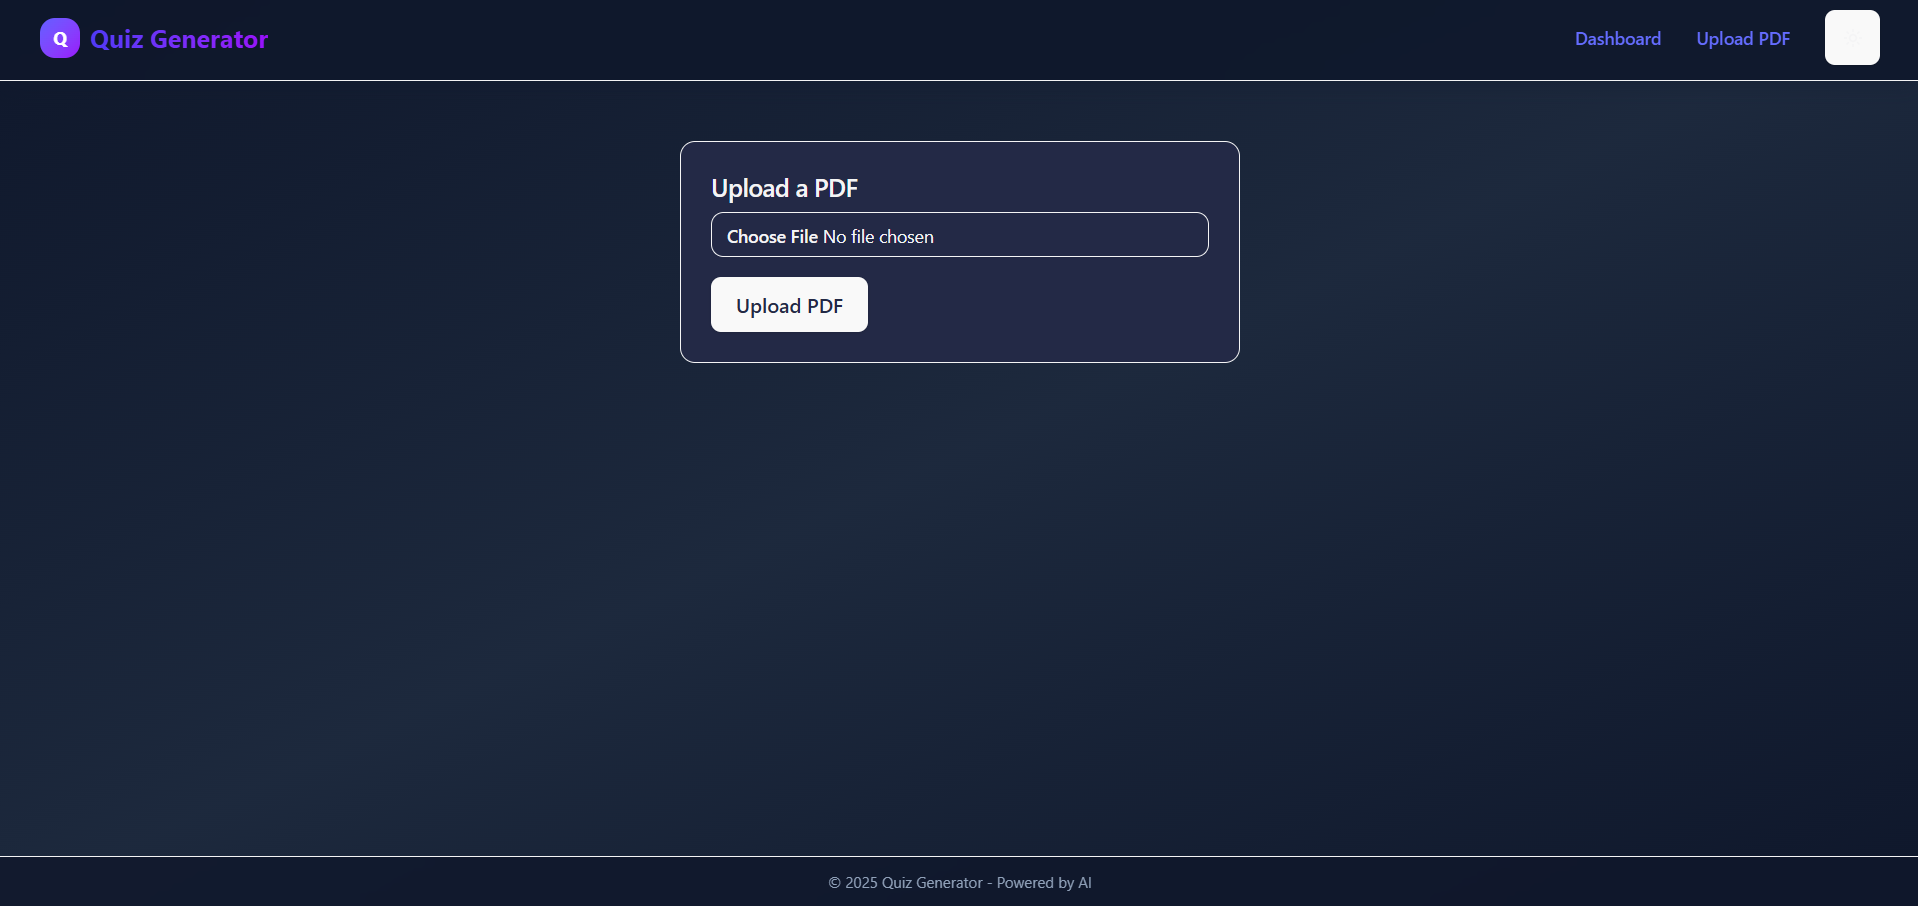 Q Quiz Generator
Dashboard
Upload PDF
Upload a PDF
Choose File No file chosen
Upload PDF
© 2025 Quiz Generator - Powered by AI